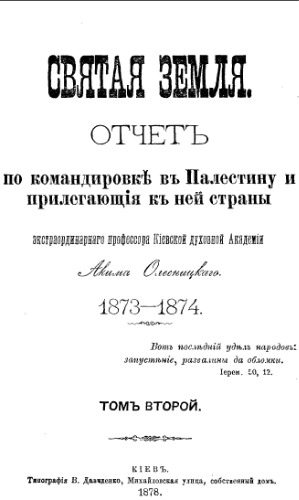 СВЯТАЯ ЗЕМЛЯ.
ОТЧЕТЪ
по командировкѣ въ Палестину и
прилегающія къ ней страны
экстраординарнаго профессора Кіевской духовной Академіи
Акима Олесницкаго.
1873—1874.
Вотъ послѣдній удѣлъ народовъ:
запустѣніе, развалины да обломки.
Іерем. 50, 12.
ТОМЪ ВТОРОЙ.
КІЕВЪ.
Типографія В. Давиденко, Михайловская улица, собственный домъ.
1878.